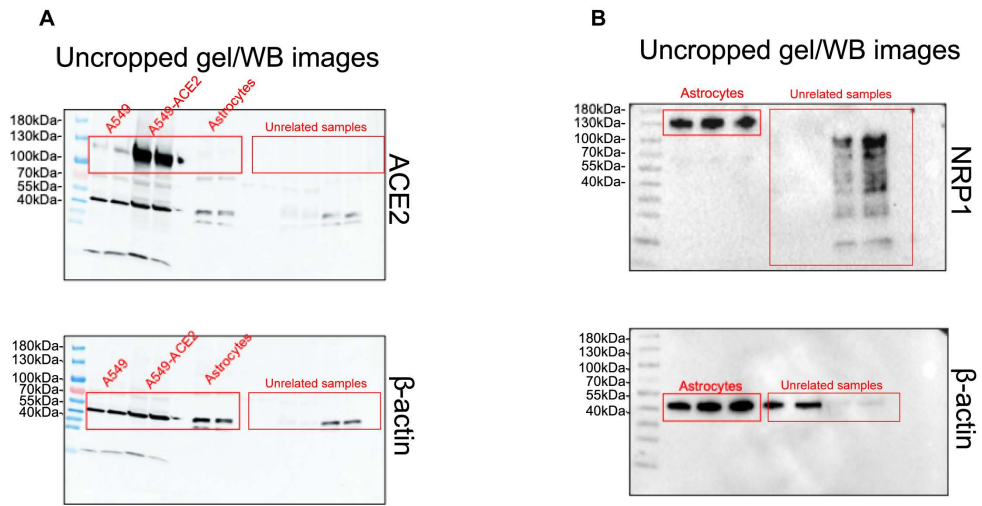 A
Uncropped gel/WB images
A549
A549-ACE2
Astrocytes
Unrelated samples
180kDa-
130kDa-
100kDa-
70kDa-
55kDa-
40kDa-
ACE2
A549
A549-ACE2
Astrocytes
Unrelated samples
180kDa-
130kDa-
100kDa-
70kDa-
55kDa-
40kDa-
β-actin
B
Uncropped gel/WB images
Astrocytes
Unrelated samples
180kDa-
130kDa-
100kDa-
70kDa-
55kDa-
40kDa-
NRP1
180kDa-
130kDa-
100kDa-
70kDa-
55kDa-
40kDa-
Astrocytes
Unrelated samples
β-actin